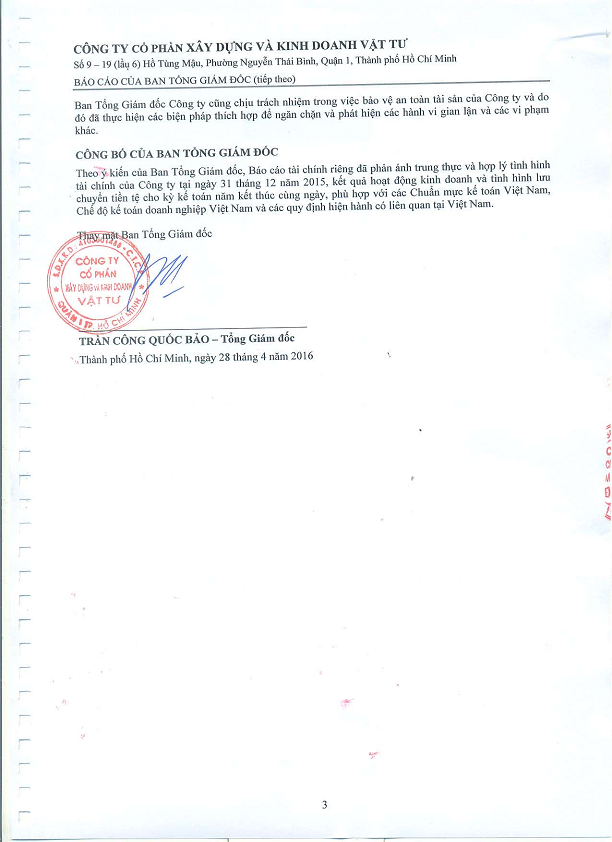 CÔNG TY CỔ PHẦN XÂY DỰNG VÀ KINH DOANH VẬT TƯ
Số 9 – 19 (lầu 6) Hồ Tùng Mậu, Phường Nguyễn Thái Bình, Quận 1, Thành phố Hồ Chí Minh
BÁO CÁO CỦA BAN TỔNG GIÁM ĐỐC (tiếp theo)
Ban Tổng Giám đốc Công ty cũng chịu trách nhiệm trong việc bảo vệ an toàn tài sản của Công ty và do
đó đã thực hiện các biện pháp thích hợp để ngăn chặn và phát hiện các hành vi gian lận và các vi phạm
khác.
CÔNG BỐ CỦA BAN TỔNG GIÁM ĐỐC
Theo ý kiến của Ban Tổng Giám đốc, Báo cáo tài chính riêng đã phản ánh trung thực và hợp lý tình hình
tài chính của Công ty tại ngày 31 tháng 12 năm 2015, kết quả hoạt động kinh doanh và tình hình lưu
chuyển tiền tệ cho kỳ kế toán năm kết thúc cùng ngày, phù hợp với các Chuẩn mực kế toán Việt Nam,
Chế độ kế toán doanh nghiệp Việt Nam và các quy định hiện hành có liên quan tại Việt Nam.
Thay mặt Ban Tổng Giám đốc
CÔNG TY
CỔ PHẦN
XÂY DỰNG VÀ KINH DOANH
VẬT TƯ
QUẬN 1 TP. HỒ CHÍ MINH
TRẦN CÔNG QUỐC BẢO – Tổng Giám đốc
Thành phố Hồ Chí Minh, ngày 28 tháng 4 năm 2016
3